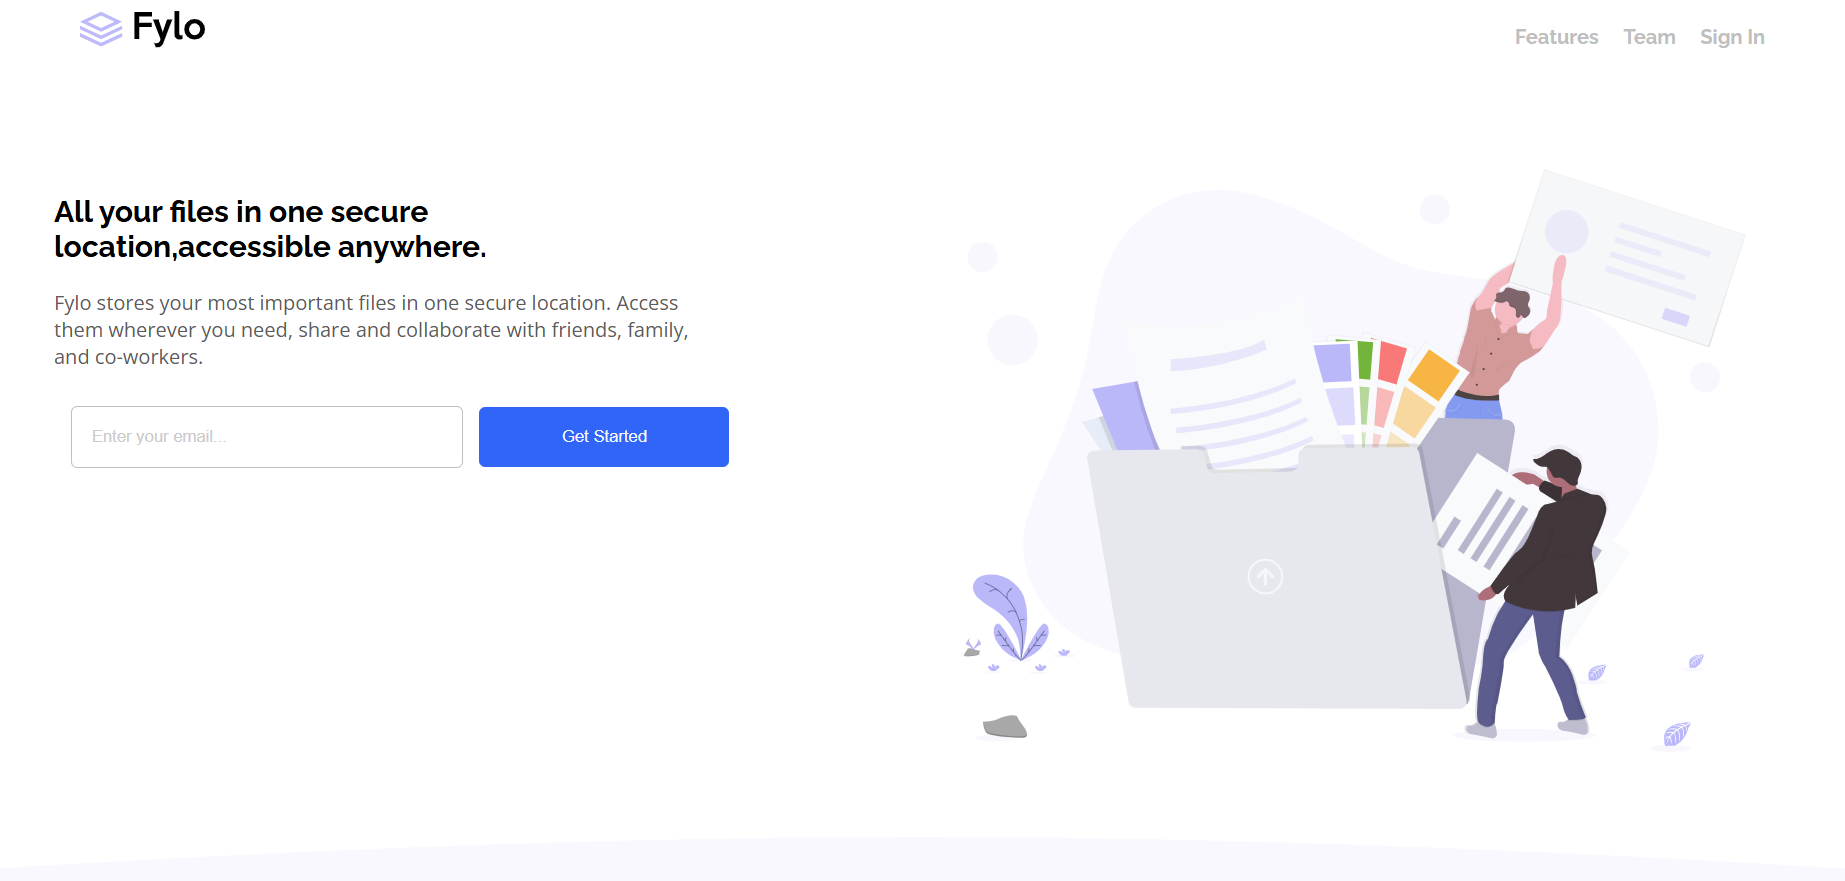 Fylo
Features Team Sign In
All your files in one secure
location,accessible anywhere.
Fylo stores your most important files in one secure location. Access
them wherever you need, share and collaborate with friends, family,
and co-workers.
Enter your email...
Get Started